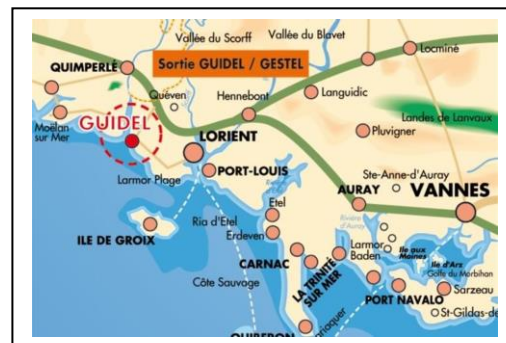 Vallée du Scorff
Vallée du Blavet
Locminé
QUIMPERLÉ
Sortie GUIDEL / GESTEL
Quéven
Hennebont
Languidic
Landes de Lanvaux
Moëlan
sur Mer
GUIDEL
LORIENT
Pluvigner
Larmor Plage
PORT-LOUIS
Ste-Anne-d'Auray
AURAY
VANNES
Etel
Ria d'Etel
Erdeven
ILE DE GROIX
Rivière
d'Auray
Larmor
Baden
Ile aux
Moines
Ile d'Arz
Golfe du Morbihan
CARNAC
LA TRINITÉ
SUR MER
Côte Sauvage
PORT NAVALO
Sarzeau
St-Gildas-de
QUIBERON